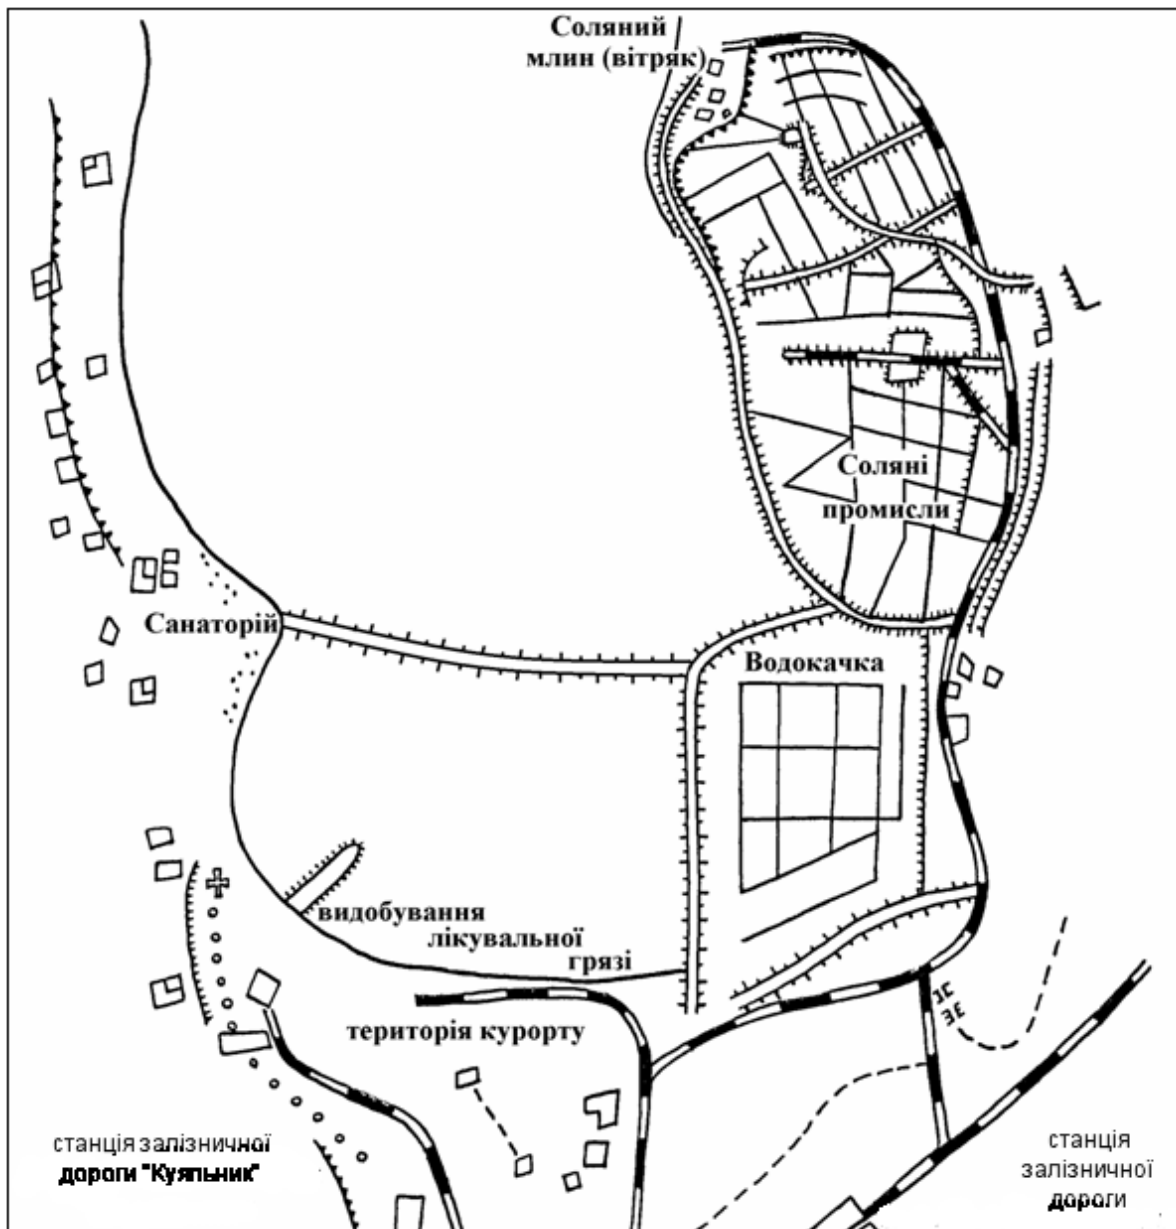 Соляний
млин (вітряк)
Соляні
промисли
Санаторій
Водокачка
видобування
лікувальної
грязі
територія курорту
станція залізничної
дороги "Куяльник"
станція
залізничної
дороги